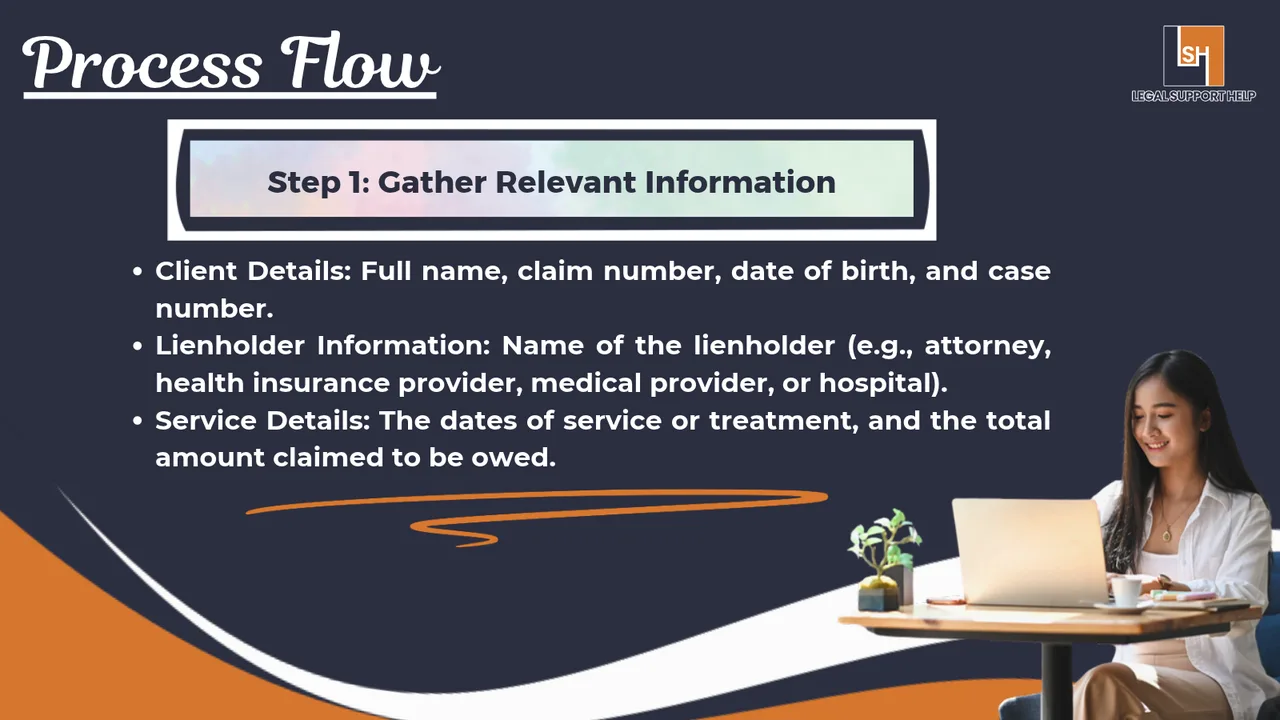 Process Flow
LSH
LEGAL SUPPORT HELP
Step 1: Gather Relevant Information
• Client Details: Full name, claim number, date of birth, and case
number.
• Lienholder Information: Name of the lienholder (e.g., attorney,
health insurance provider, medical provider, or hospital).
• Service Details: The dates of service or treatment, and the total
amount claimed to be owed.